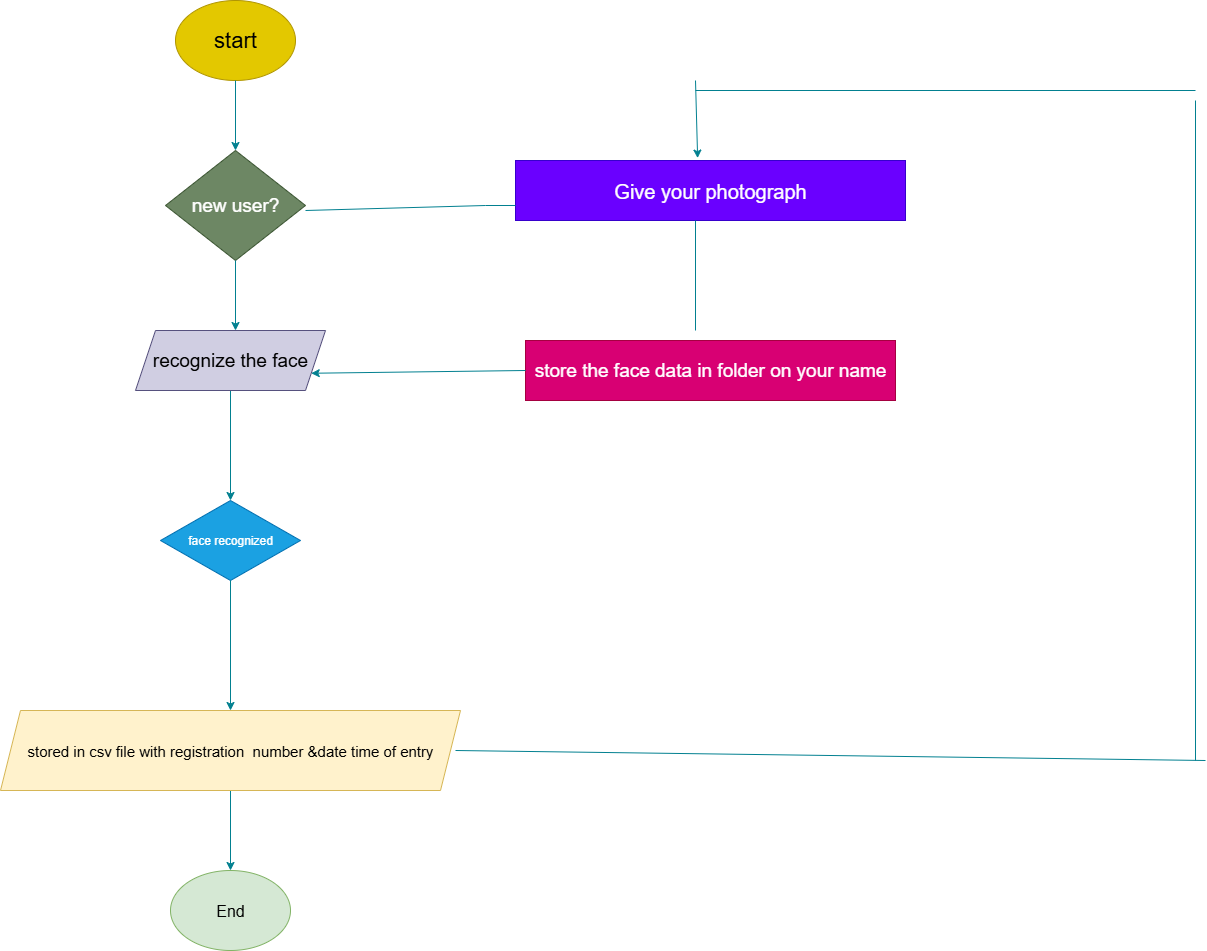 start
new user?
Give your photograph
recognize the face
store the face data in folder on your name
face recognized
stored in csv file with registration  number &date time of entry
End